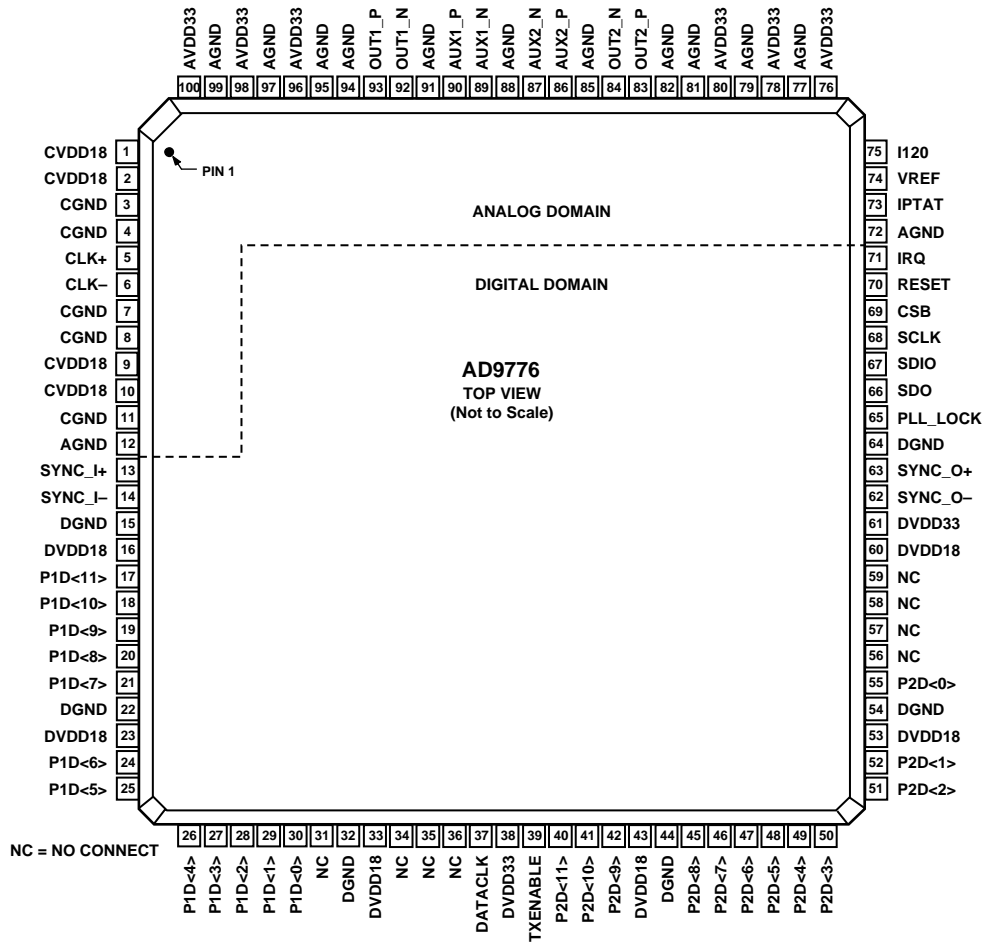 AVDD33
AGND
AVDD33
AGND
AVDD33
AGND
AGND
OUT1_P
OUT1_N
AGND
AUX1_P
AUX1_N
AGND
AUX2_N
AUX2_P
AGND
OUT2_N
OUT2_P
AGND
AGND
AVDD33
AGND
AVDD33
AGND
AVDD33
100 99 98 97 96 95 94 93 92 91 90 89 88 87 86 85 84 83 82 81 80 79 78 77 76
CVDD18 1
CVDD18 2
CGND 3
CGND 4
CLK+ 5
CLK– 6
CGND 7
CGND 8
CVDD18 9
CVDD18 10
CGND 11
AGND 12
SYNC_I+ 13
SYNC_I– 14
DGND 15
DVDD18 16
P1D<11> 17
P1D<10> 18
P1D<9> 19
P1D<8> 20
P1D<7> 21
DGND 22
DVDD18 23
P1D<6> 24
P1D<5> 25
PIN 1
ANALOG DOMAIN
DIGITAL DOMAIN
AD9776
TOP VIEW
(Not to Scale)
75 I120
74 VREF
73 IPTAT
72 AGND
71 IRQ
70 RESET
69 CSB
68 SCLK
67 SDIO
66 SDO
65 PLL_LOCK
64 DGND
63 SYNC_O+
62 SYNC_O–
61 DVDD33
60 DVDD18
59 NC
58 NC
57 NC
56 NC
55 P2D<0>
54 DGND
53 DVDD18
52 P2D<1>
51 P2D<2>
26 27 28 29 30 31 32 33 34 35 36 37 38 39 40 41 42 43 44 45 46 47 48 49 50
NC = NO CONNECT
P1D<4>
P1D<3>
P1D<2>
P1D<1>
P1D<0>
NC
DGND
DVDD18
NC
NC
NC
DATACLK
DVDD33
TXENABLE
P2D<11>
P2D<10>
P2D<9>
DVDD18
DGND
P2D<8>
P2D<7>
P2D<6>
P2D<5>
P2D<4>
P2D<3>